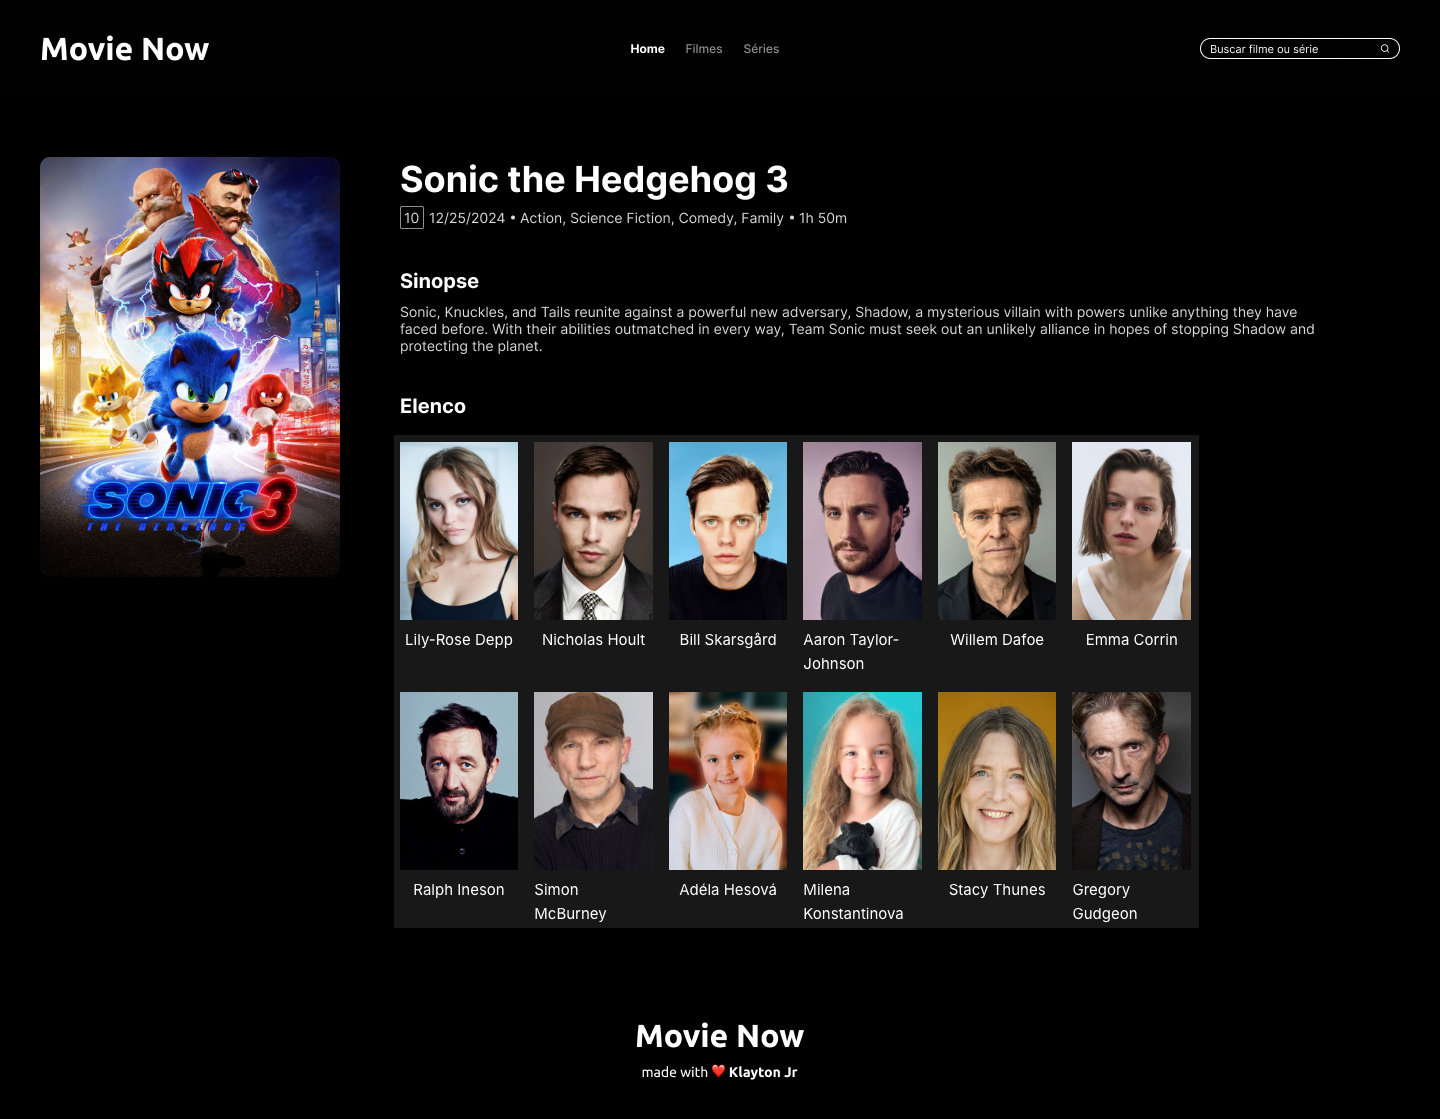 Movie Now
Home
Filmes
Séries
Buscar filme ou série
Sonic the Hedgehog 3
10 12/25/2024 • Action, Science Fiction, Comedy, Family • 1h 50m
Sinopse
Sonic, Knuckles, and Tails reunite against a powerful new adversary, Shadow, a mysterious villain with powers unlike anything they have
faced before. With their abilities outmatched in every way, Team Sonic must seek out an unlikely alliance in hopes of stopping Shadow and
protecting the planet.
SONIC 3
THE HEDGEHOG
Elenco
Lily-Rose Depp
Nicholas Hoult
Bill Skarsgård
Aaron Taylor-
Johnson
Willem Dafoe
Emma Corrin
Ralph Ineson
Simon
McBurney
Adéla Hesová
Milena
Konstantinova
Stacy Thunes
Gregory
Gudgeon
Movie Now
made with ❤️ Klayton Jr